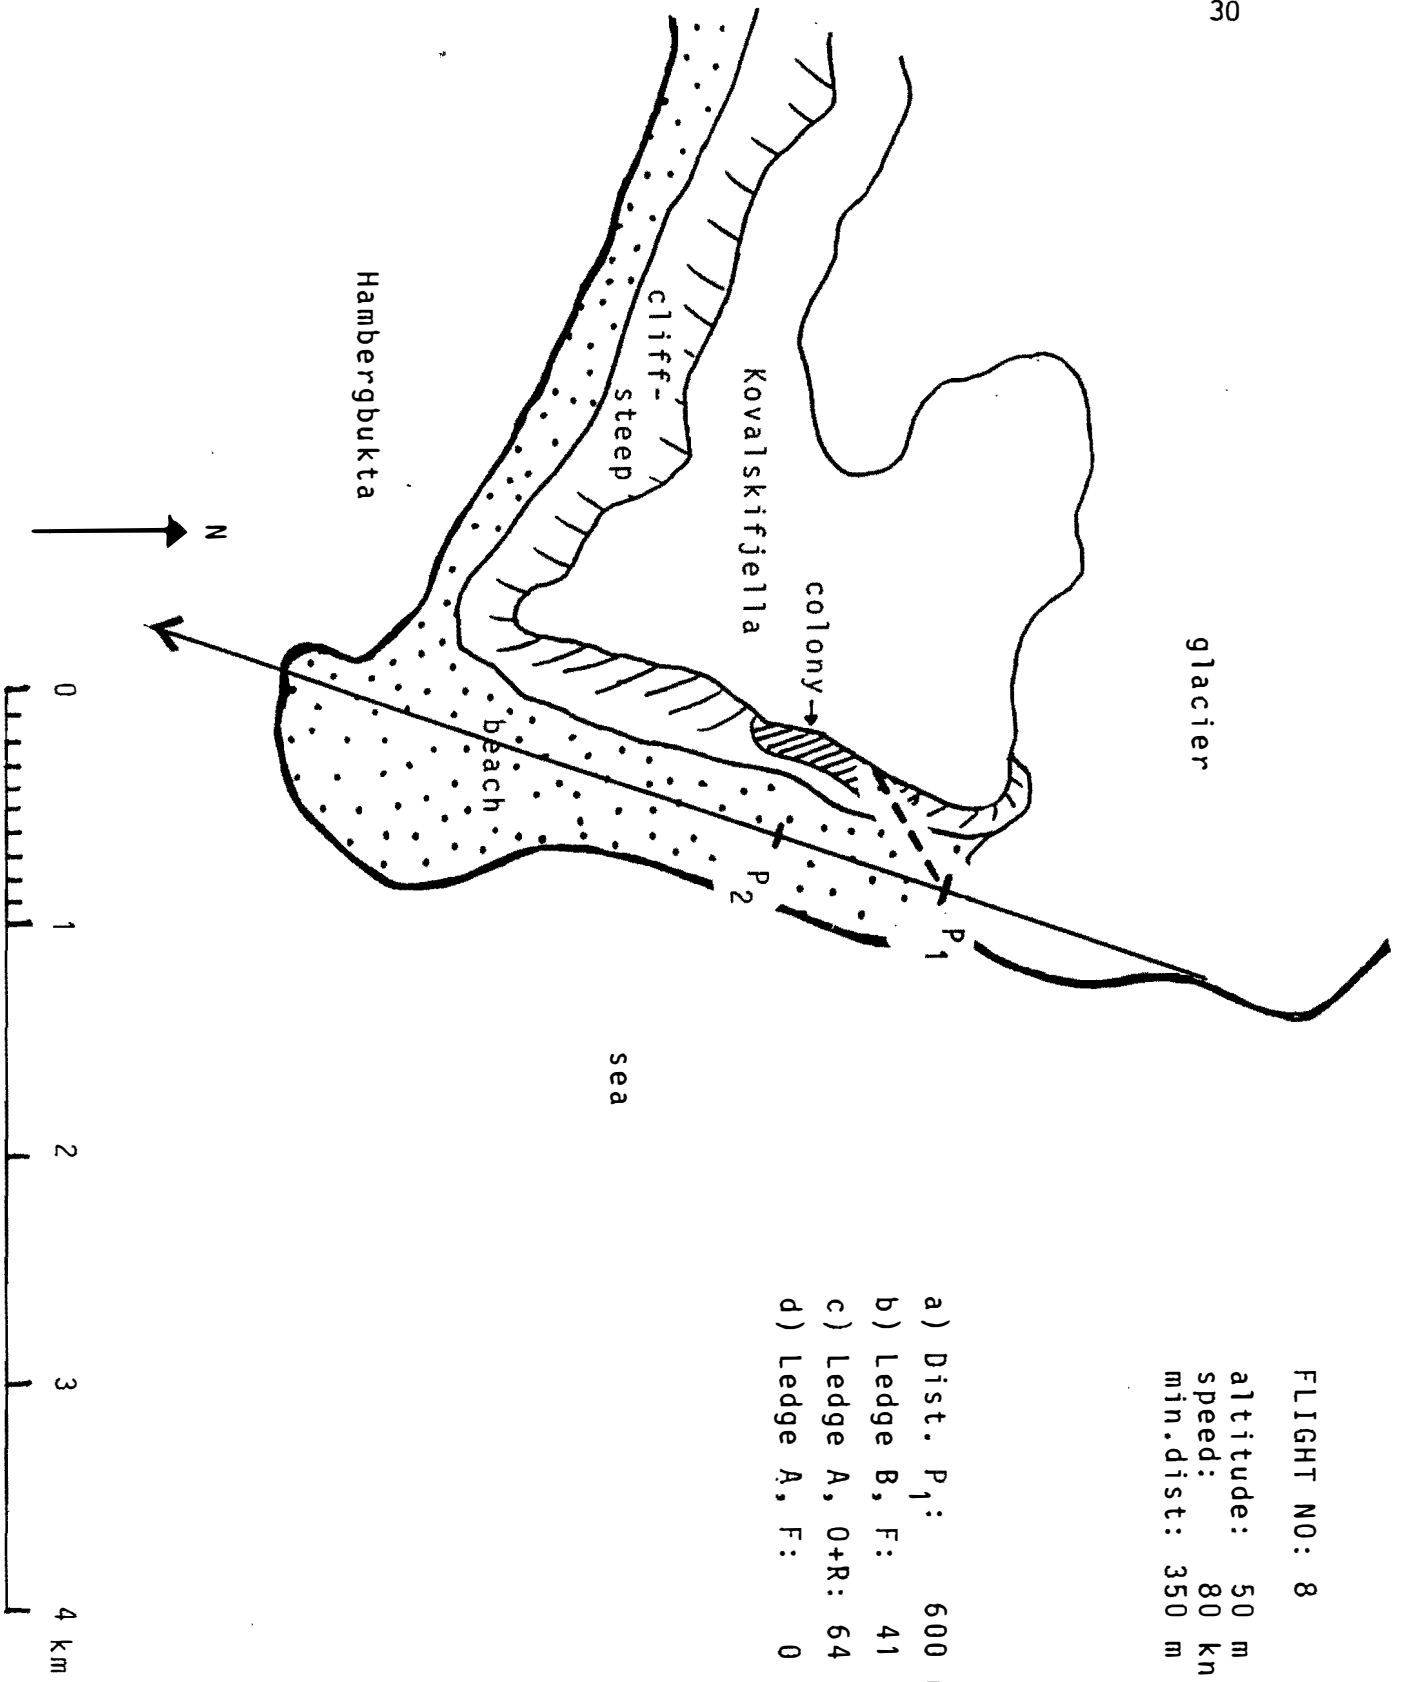 30
FLIGHT NO: 8
altitude: 50 m
speed: 80 kn
min.dist: 350 m
glacier
a) Dist. P1: 600
b) Ledge B, F: 41
c) Ledge A, O+R: 64
d) Ledge A, F: 0
P1
colony
P2
Kovalskifjella
cliff-
steep
sea
beach
Hambergbukta
N
0 1 2 3 4 km